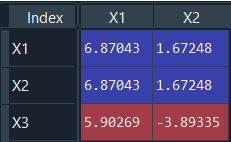 Index X1 X2
X1 6.87043 1.67248
X2 6.87043 1.67248
X3 5.90269 -3.89335